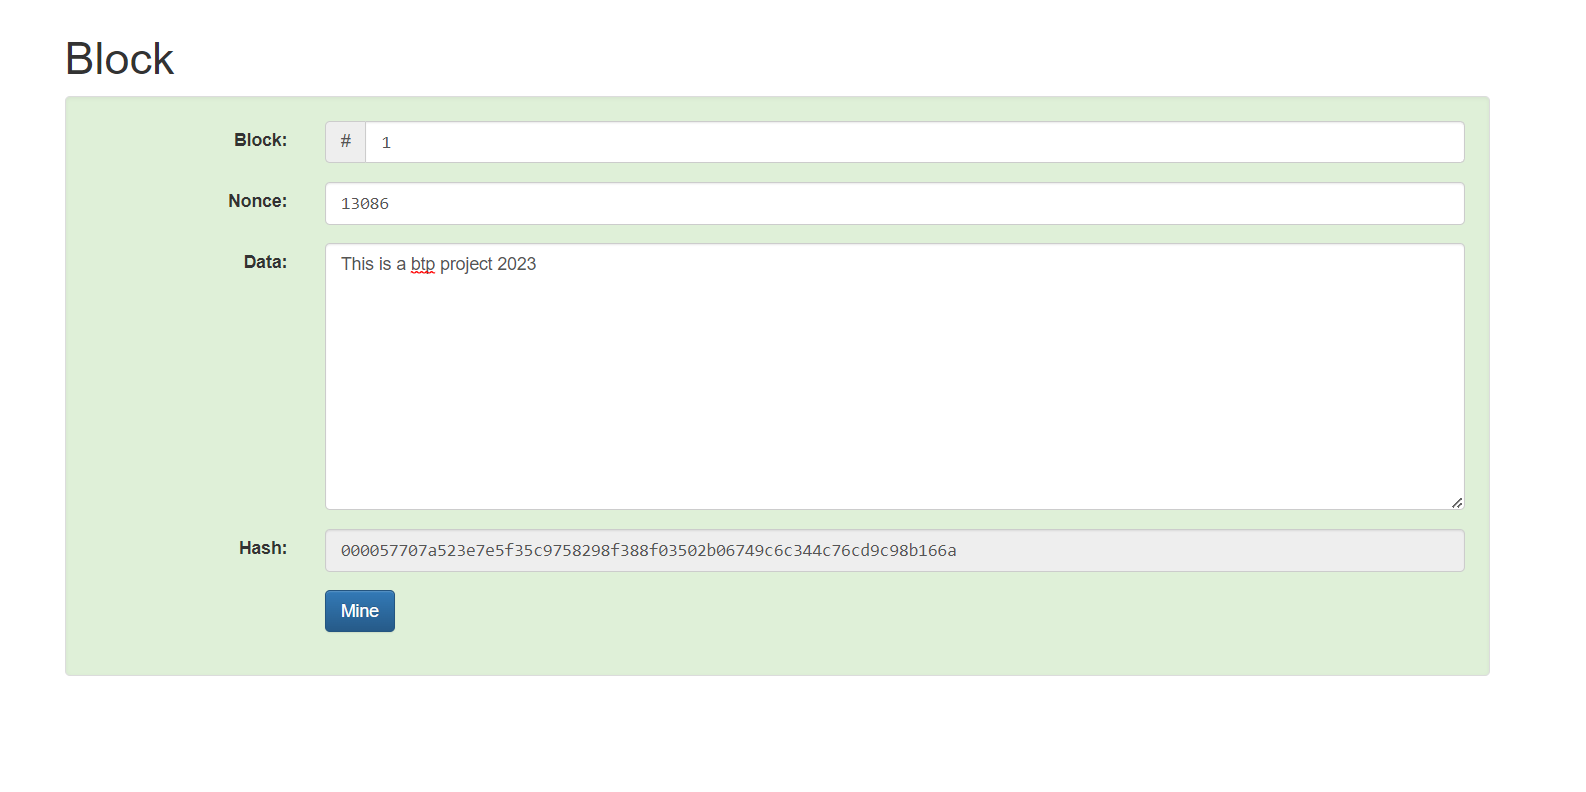 Block
Block: # 1
Nonce: 13086
Data: This is a btp project 2023
Hash: 000057707a523e7e5f35c9758298f388f03502b06749c6c344c76cd9c98b166a
Mine